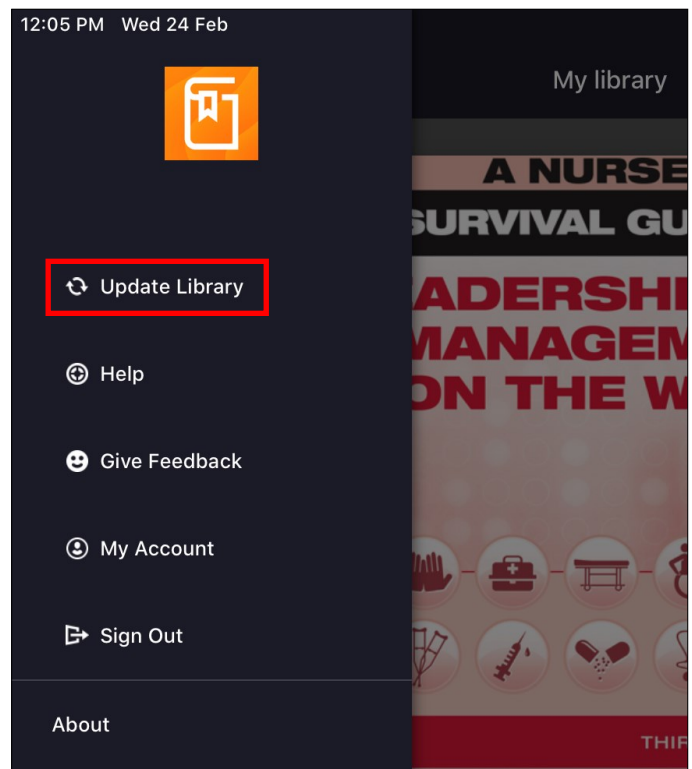 12:05 PM Wed 24 Feb
My library
Update Library
Help
Give Feedback
My Account
Sign Out
About
A NURSE
SURVIVAL GU
ADERSHI
MANAGEM
ON THE W
THIR